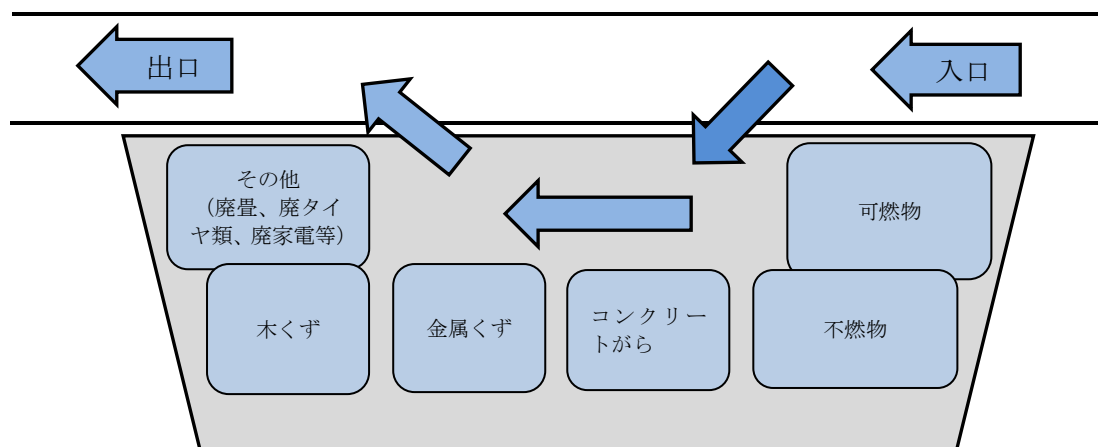 出口
入口
その他
（廃畳、廃タイ
ヤ類、廃家電等）
可燃物
木くず
金属くず
コンクリー
トがら
不燃物